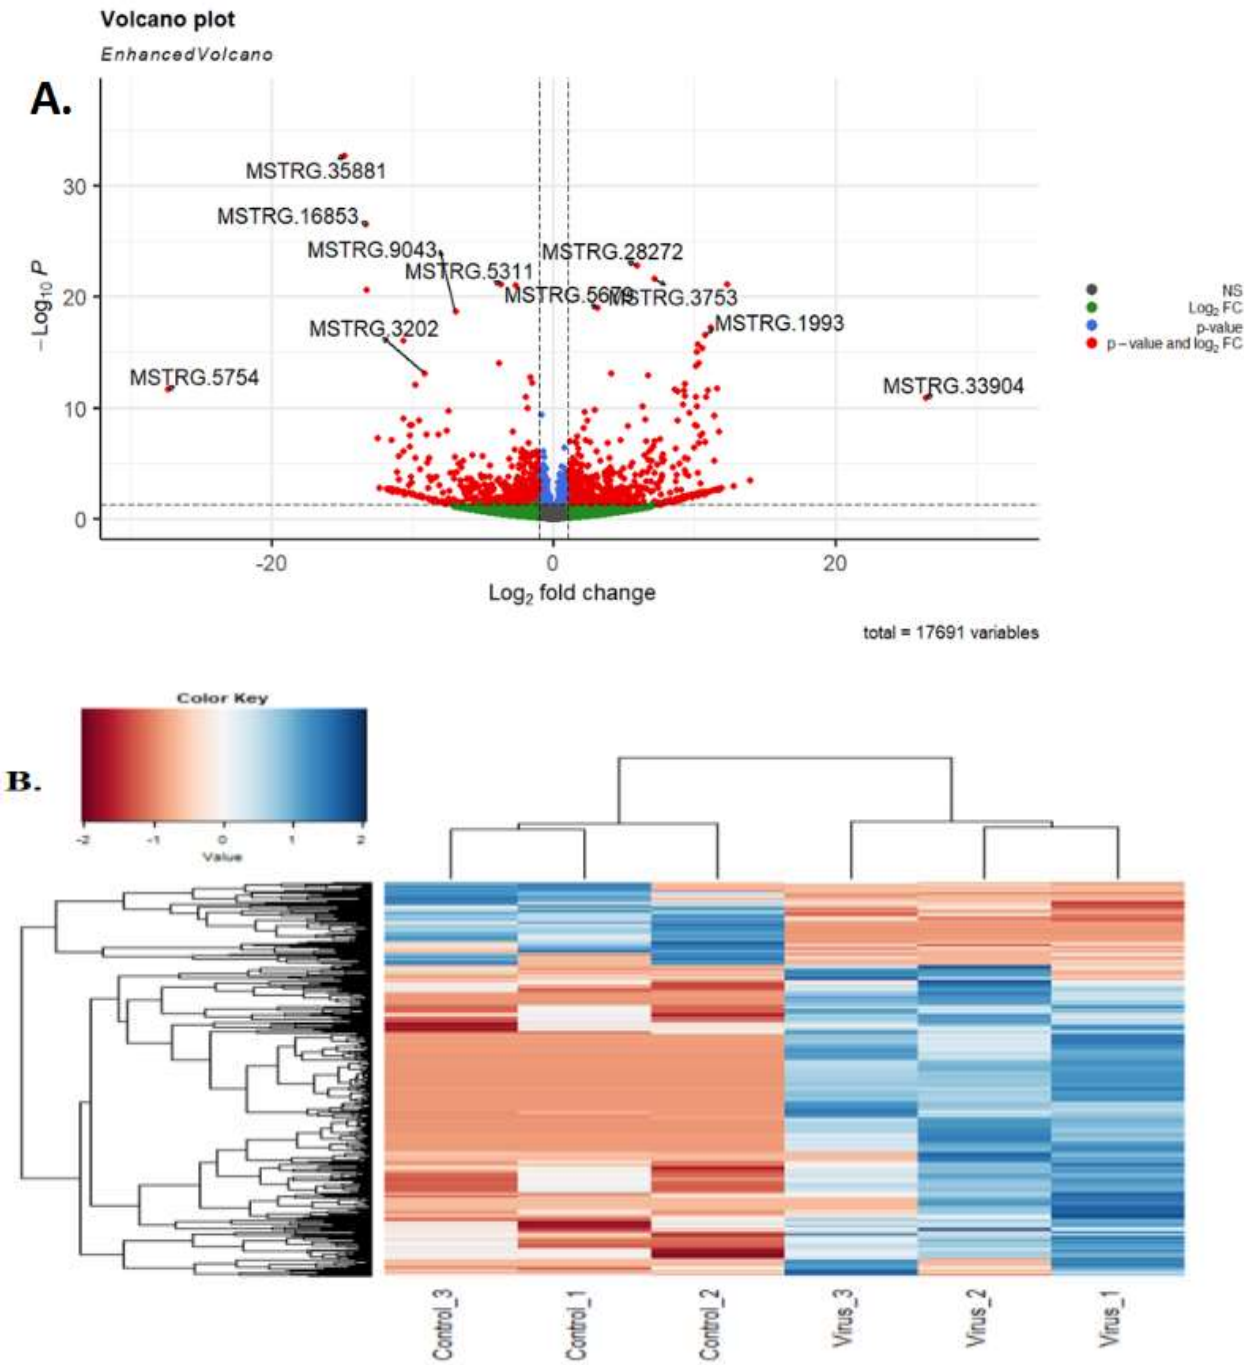 Volcano plot
EnhancedVolcano
A.
MSTRG.35881
MSTRG.16853
MSTRG.9043
MSTRG.28272
MSTRG.5311
MSTRG.5679
MSTRG.3753
MSTRG.3202
MSTRG.1993
MSTRG.5754
MSTRG.33904
30
20
10
0
−Log10 P
-20
0
20
Log2 fold change
NS
Log2 FC
p-value
p − value and log2 FC
total = 17691 variables
B.
Color Key
-2
-1
0
1
2
Value
Control_3
Control_1
Control_2
Virus_3
Virus_2
Virus_1